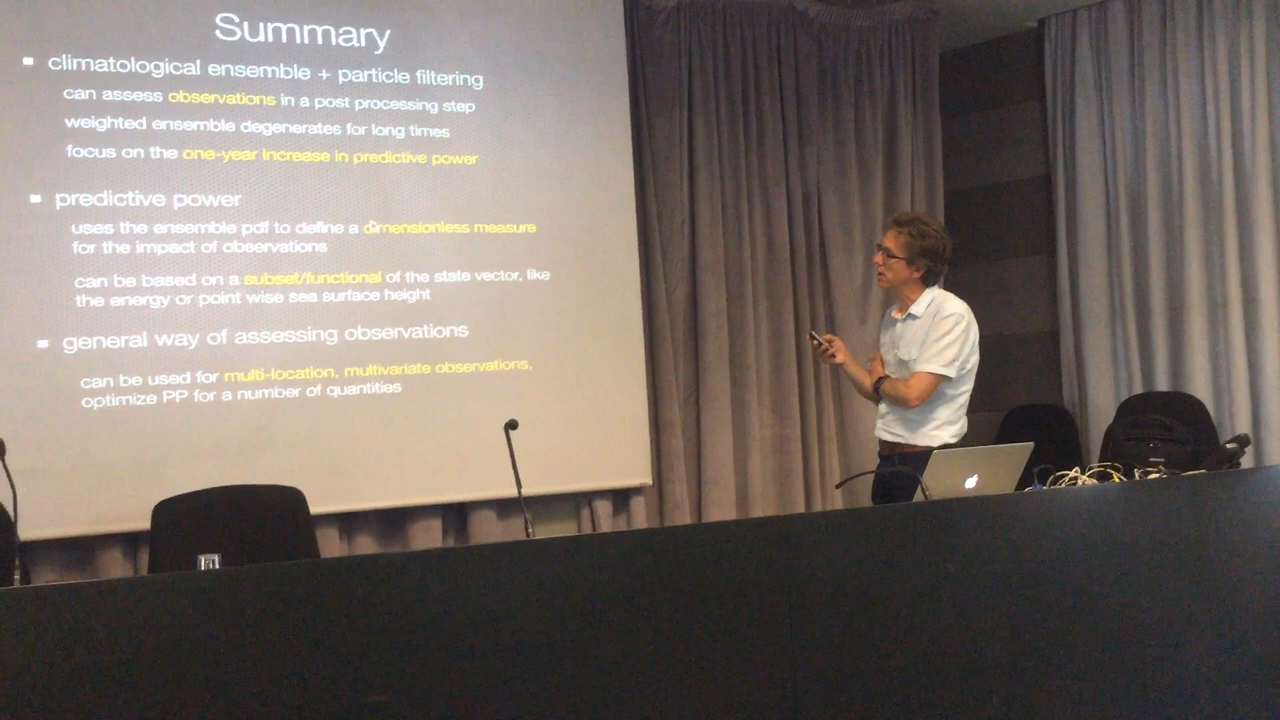 Summary
climatological ensemble + particle filtering
can assess observations in a post processing step
weighted ensemble degenerates for long times
focus on the one-year increase in predictive power
predictive power
uses the ensemble pdf to define a dimensionless measure
for the impact of observations
can be based on a subset/functional of the state vector, like
the energy or point wise sea surface height
general way of assessing observations
can be used for multi-location, multivariate observations,
optimize PP for a number of quantities